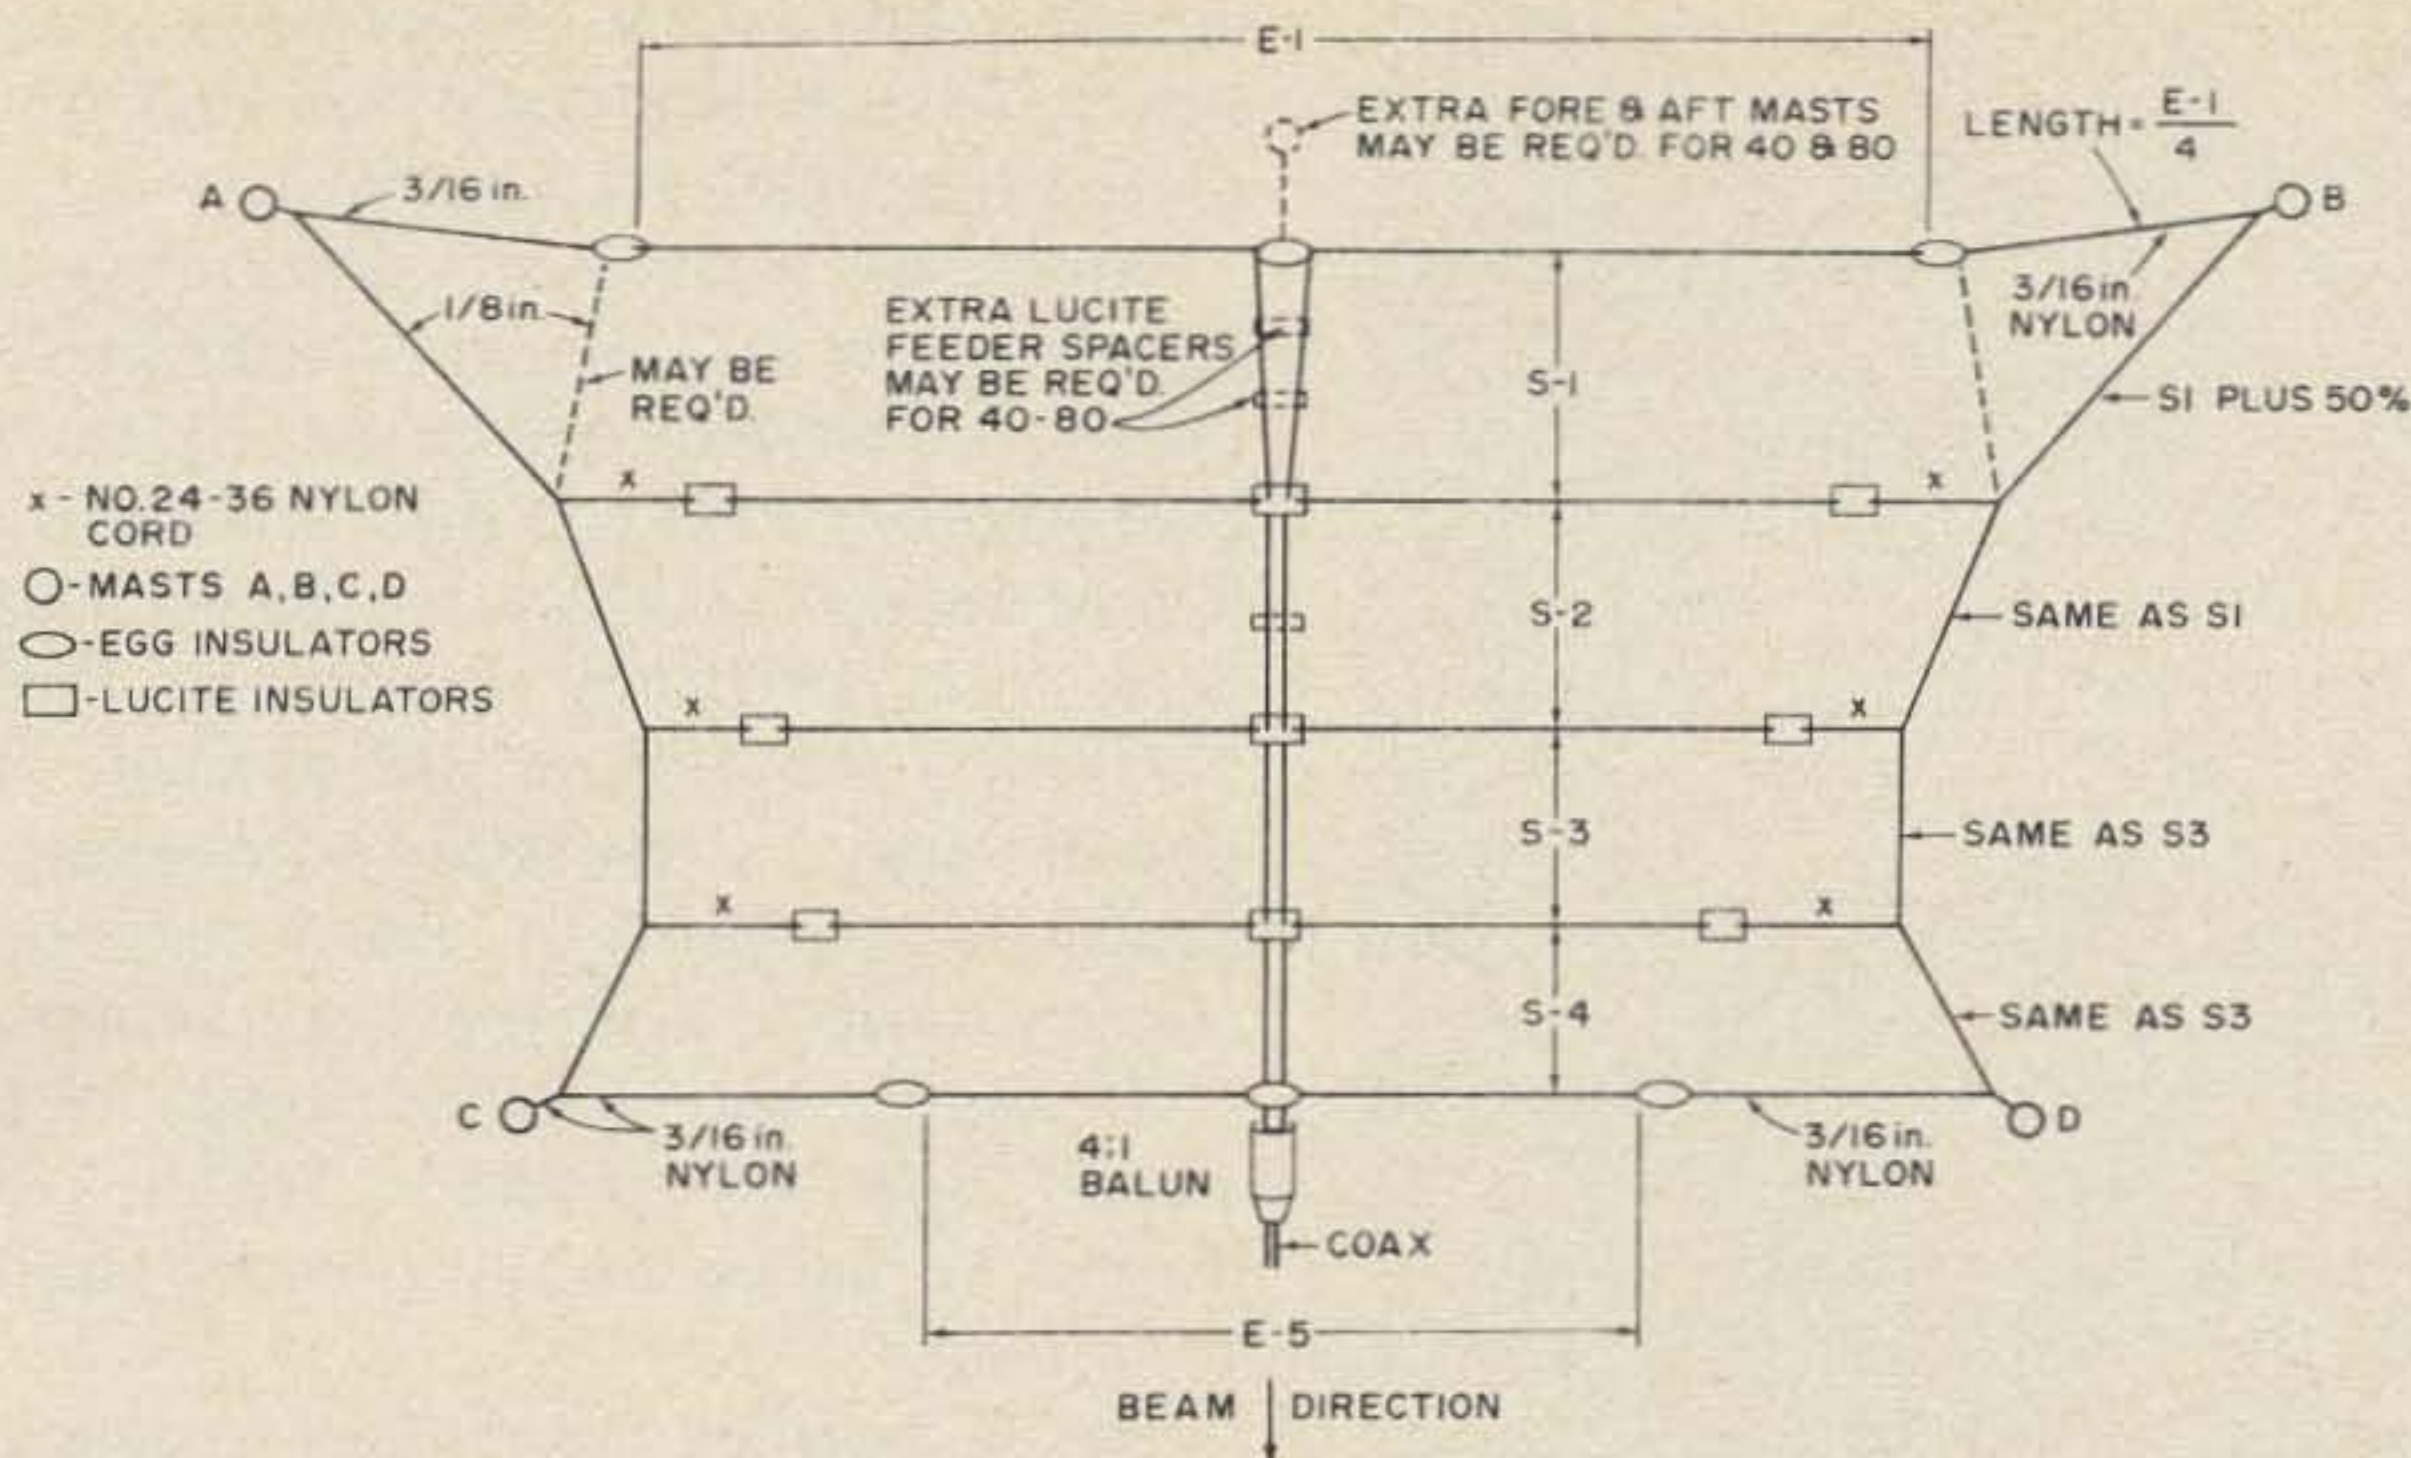 E-1
EXTRA FORE & AFT MASTS
MAY BE REQ'D. FOR 40 & 80
LENGTH = E-1
4
A
3/16 in.
B
1/8 in.
3/16 in.
NYLON
EXTRA LUCITE
FEEDER SPACERS
MAY BE REQ'D.
FOR 40-80
MAY BE
REQ'D.
S-1
S1 PLUS 50%
x
x
x - NO. 24-36 NYLON
CORD
O-MASTS A,B,C,D
-EGG INSULATORS
-LUCITE INSULATORS
S-2
SAME AS S1
x
x
S-3
SAME AS S3
x
x
S-4
SAME AS S3
C
3/16 in.
NYLON
4:1
BALUN
3/16 in.
NYLON
D
COAX
E-5
BEAM DIRECTION